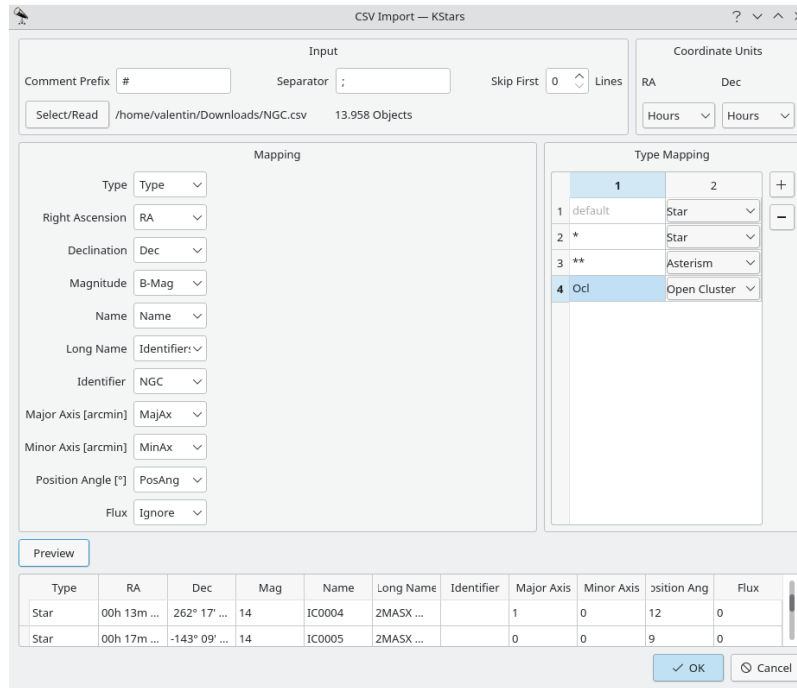 CSV Import — KStars
Input
Coordinate Units
Comment Prefix # Separator ; Skip First 0 Lines
RA Dec
Select/Read /home/valentin/Downloads/NGC.csv 13.958 Objects
Hours Hours
Mapping
Type Type
Right Ascension RA
Declination Dec
Magnitude B-Mag
Name Name
Long Name Identifiers
Identifier NGC
Major Axis [arcmin] MajAx
Minor Axis [arcmin] MinAx
Position Angle [°] PosAng
Flux Ignore
Type Mapping
1 2
1 default Star
2 * Star
3 ** Asterism
4 Ocl Open Cluster
Preview
Type RA Dec Mag Name Long Name Identifier Major Axis Minor Axis osition Ang Flux
Star 00h 13m ... 262° 17' ... 14 IC0004 2MASX ... 1 0 12 0
Star 00h 17m ... -143° 09' ... 14 IC0005 2MASX ... 0 0 9 0
OK Cancel